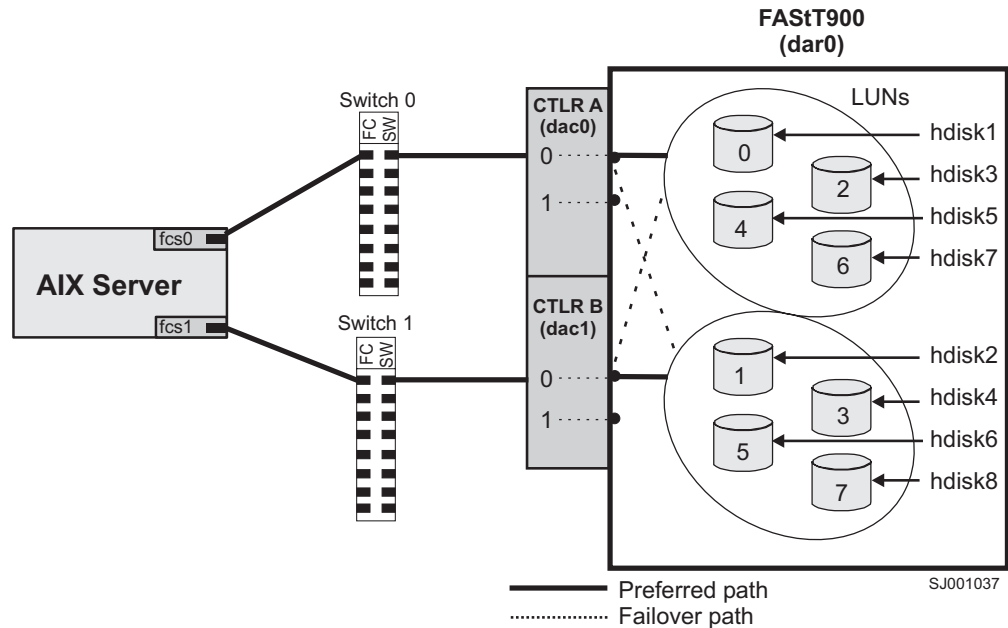 FAStT900
(dar0)
LUNs
Switch 0
FC
SW
CTLR A
(dac0)
0
1
0
2
4
6
hdisk1
hdisk3
hdisk5
hdisk7
fcs0
AIX Server
fcs1
Switch 1
FC
SW
CTLR B
(dac1)
0
1
1
3
5
7
hdisk2
hdisk4
hdisk6
hdisk8
SJ001037
Preferred path
Failover path